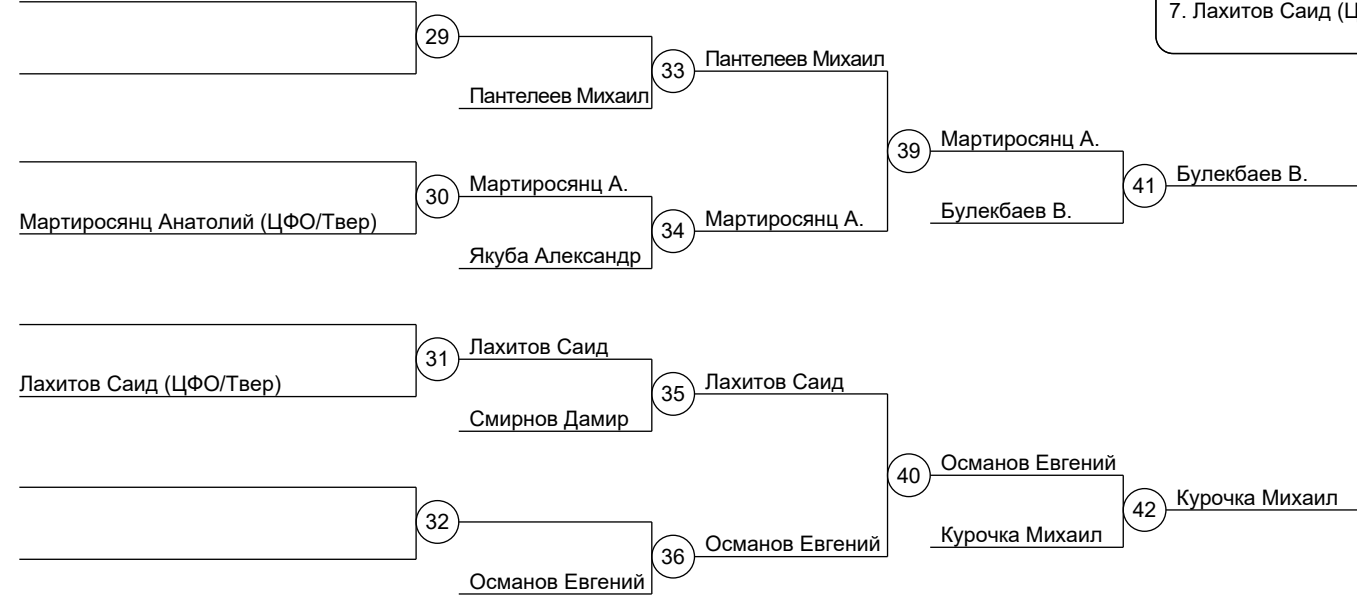 7. Лахитов Саид (Ц
29
Пантелеев Михаил
33
Пантелеев Михаил
39
Мартиросянц А.
Мартиросянц Анатолий (ЦФО/Твер)
30
Мартиросянц А.
Якуба Александр
34
Мартиросянц А.
Булекбаев В.
41
Булекбаев В.
Лахитов Саид (ЦФО/Твер)
31
Лахитов Саид
Смирнов Дамир
35
Лахитов Саид
40
Османов Евгений
32
Османов Евгений
36
Османов Евгений
Курочка Михаил
42
Курочка Михаил